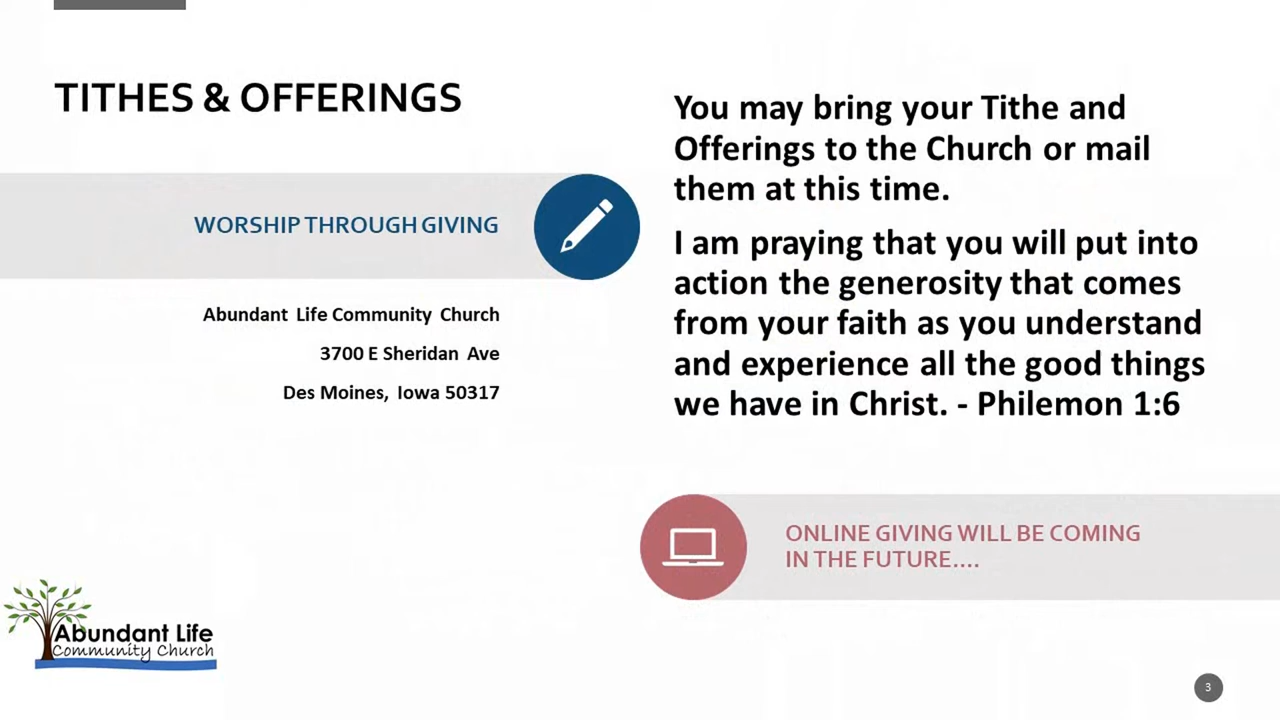 TITHES & OFFERINGS
WORSHIP THROUGH GIVING
Abundant Life Community Church
3700 E Sheridan Ave
Des Moines, Iowa 50317
You may bring your Tithe and
Offerings to the Church or mail
them at this time.
I am praying that you will put into
action the generosity that comes
from your faith as you understand
and experience all the good things
we have in Christ. - Philemon 1:6
ONLINE GIVING WILL BE COMING
IN THE FUTURE....
Abundant Life
Community Church
3